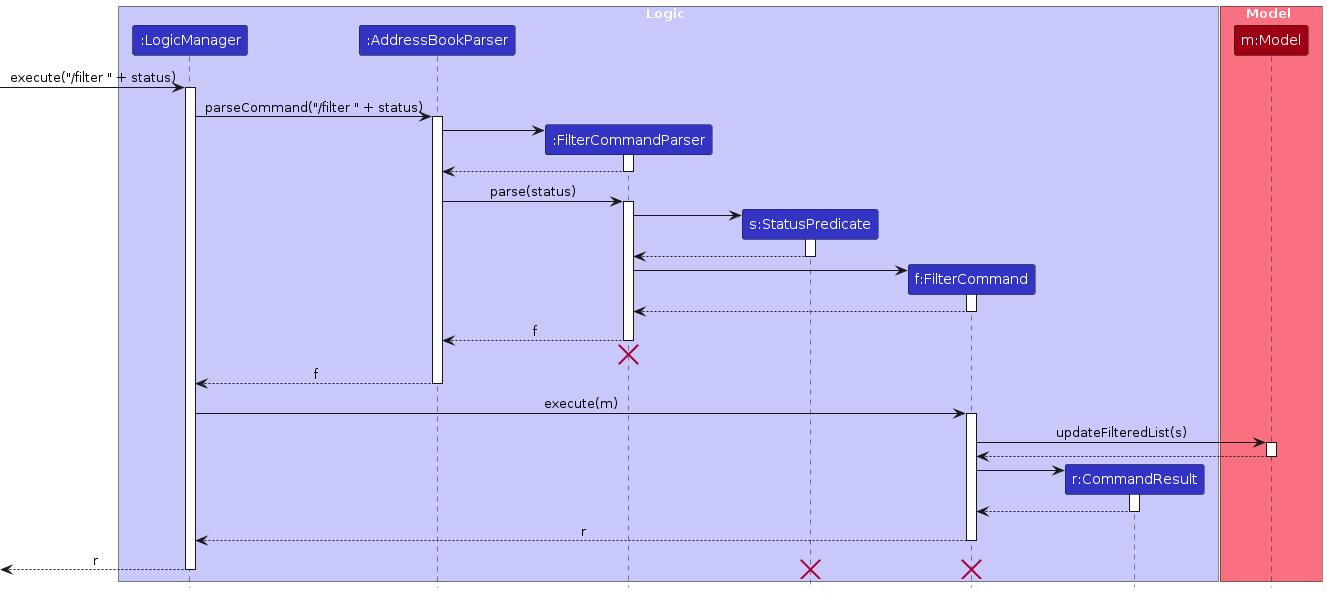 Logic
Model
:LogicManager
:AddressBookParser
m:Model
execute("/filter " + status)
parseCommand("/filter " + status)
:FilterCommandParser
parse(status)
s:StatusPredicate
f:FilterCommand
f
f
execute(m)
updateFilteredList(s)
r:CommandResult
r
r